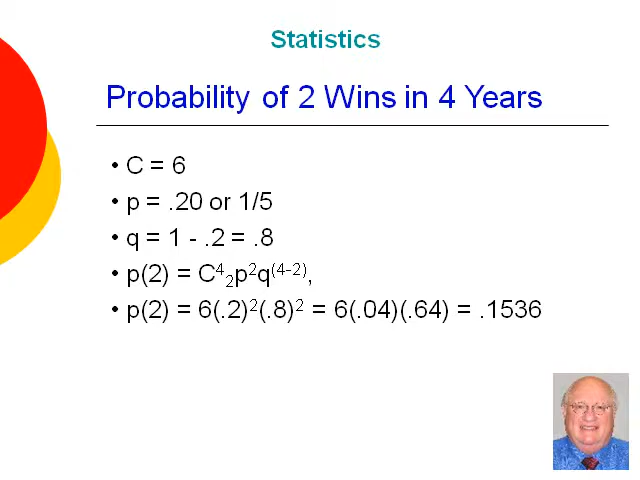 Statistics
Probability of 2 Wins in 4 Years
• C = 6
• p = .20 or 1/5
• q = 1 - .2 = .8
• p(2) = C⁴₂p²q⁽⁴⁻²⁾,
• p(2) = 6(.2)²(.8)² = 6(.04)(.64) = .1536